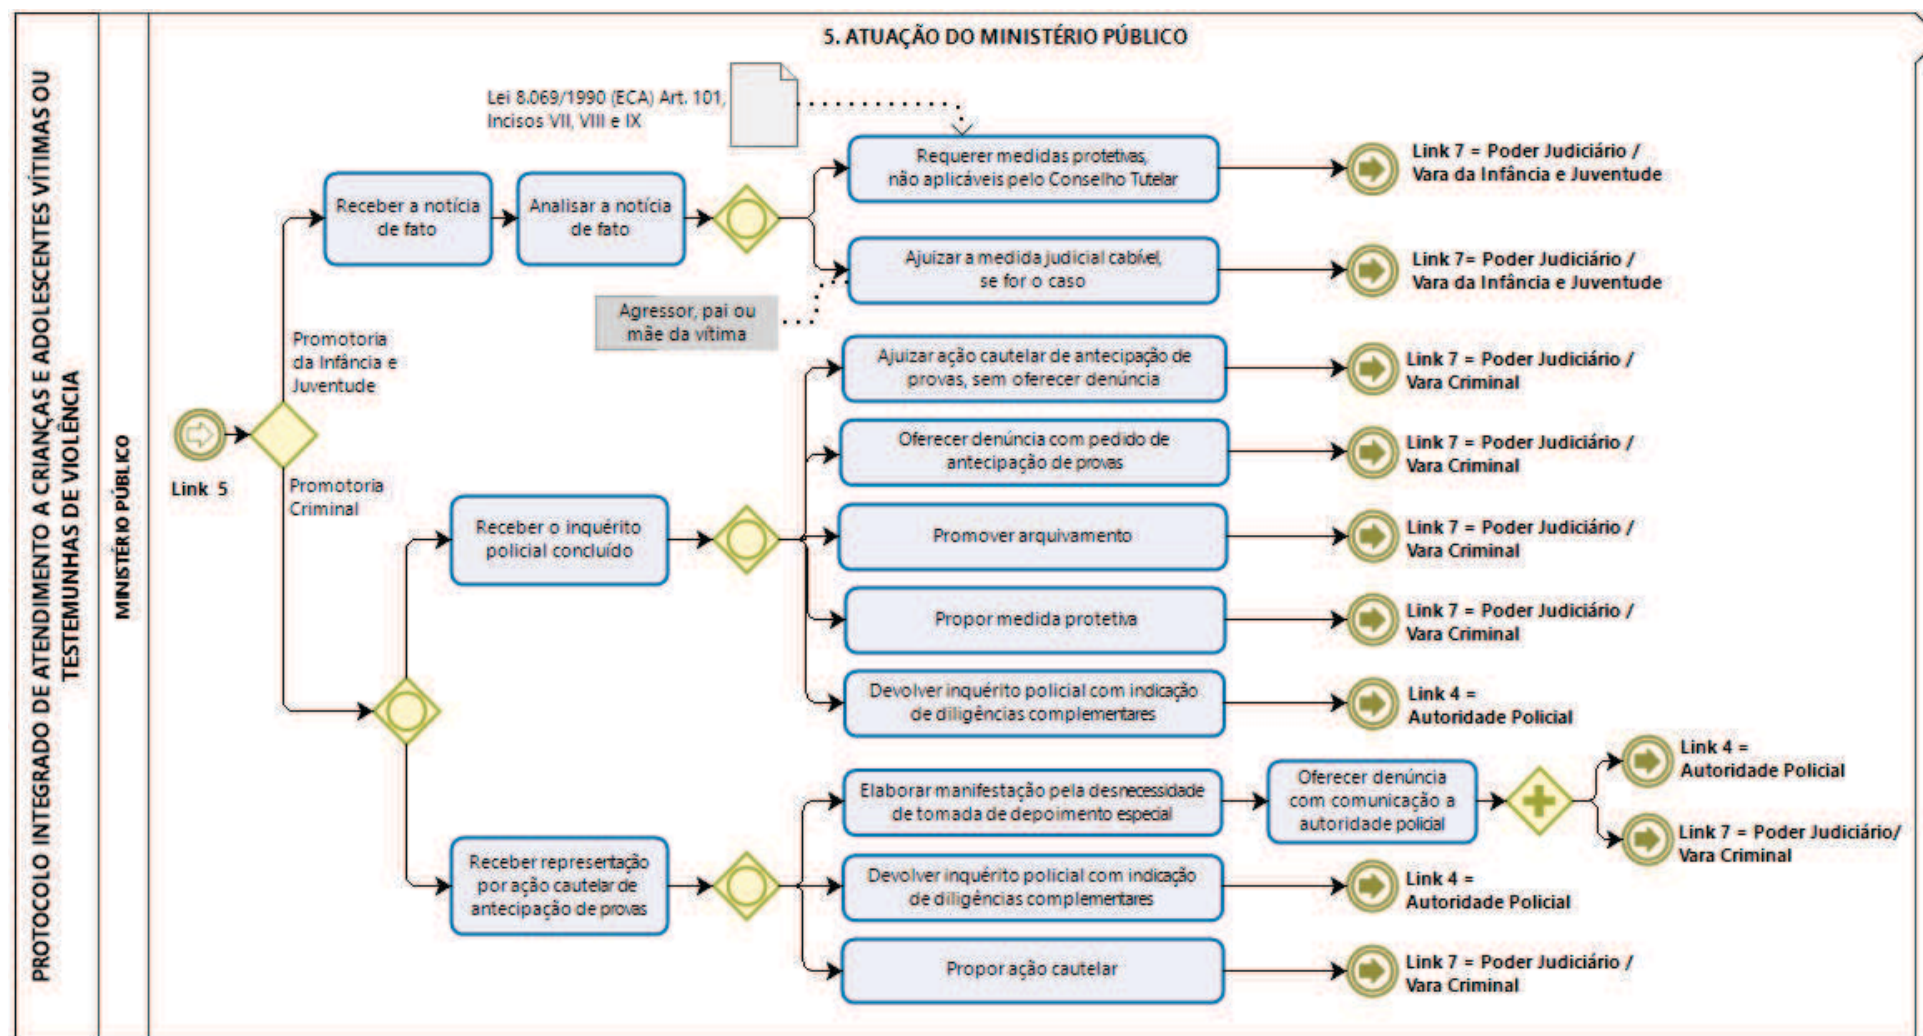 5. ATUAÇÃO DO MINISTÉRIO PÚBLICO
PROTOCOLO INTEGRADO DE ATENDIMENTO A CRIANÇAS E ADOLESCENTES VÍTIMAS OU
TESTEMUNHAS DE VIOLÊNCIA
MINISTÉRIO PÚBLICO
Link 5
Promotoria
da Infância e
Juventude
Promotoria
Criminal
Lei 8.069/1990 (ECA) Art. 101,
Incisos VII, VIII e IX
Receber a notícia
de fato
Analisar a notícia
de fato
Requerer medidas protetivas,
não aplicáveis pelo Conselho Tutelar
Link 7 = Poder Judiciário /
Vara da Infância e Juventude
Ajuizar a medida judicial cabível,
se for o caso
Link 7= Poder Judiciário /
Vara da Infância e Juventude
Agressor, pai ou
mãe da vítima
Ajuizar ação cautelar de antecipação de
provas, sem oferecer denúncia
Link 7 = Poder Judiciário /
Vara Criminal
Oferecer denúncia com pedido de
antecipação de provas
Link 7 = Poder Judiciário /
Vara Criminal
Receber o inquérito
policial concluído
Promover arquivamento
Link 7 = Poder Judiciário /
Vara Criminal
Propor medida protetiva
Link 7 = Poder Judiciário /
Vara Criminal
Devolver inquérito policial com indicação
de diligências complementares
Link 4 =
Autoridade Policial
Receber representação
por ação cautelar de
antecipação de provas
Elaborar manifestação pela desnecessidade
de tomada de depoimento especial
Oferecer denúncia
com comunicação a
autoridade policial
Link 4 =
Autoridade Policial
Link 7 = Poder Judiciário/
Vara Criminal
Devolver inquérito policial com indicação
de diligências complementares
Link 4 =
Autoridade Policial
Propor ação cautelar
Link 7 = Poder Judiciário /
Vara Criminal